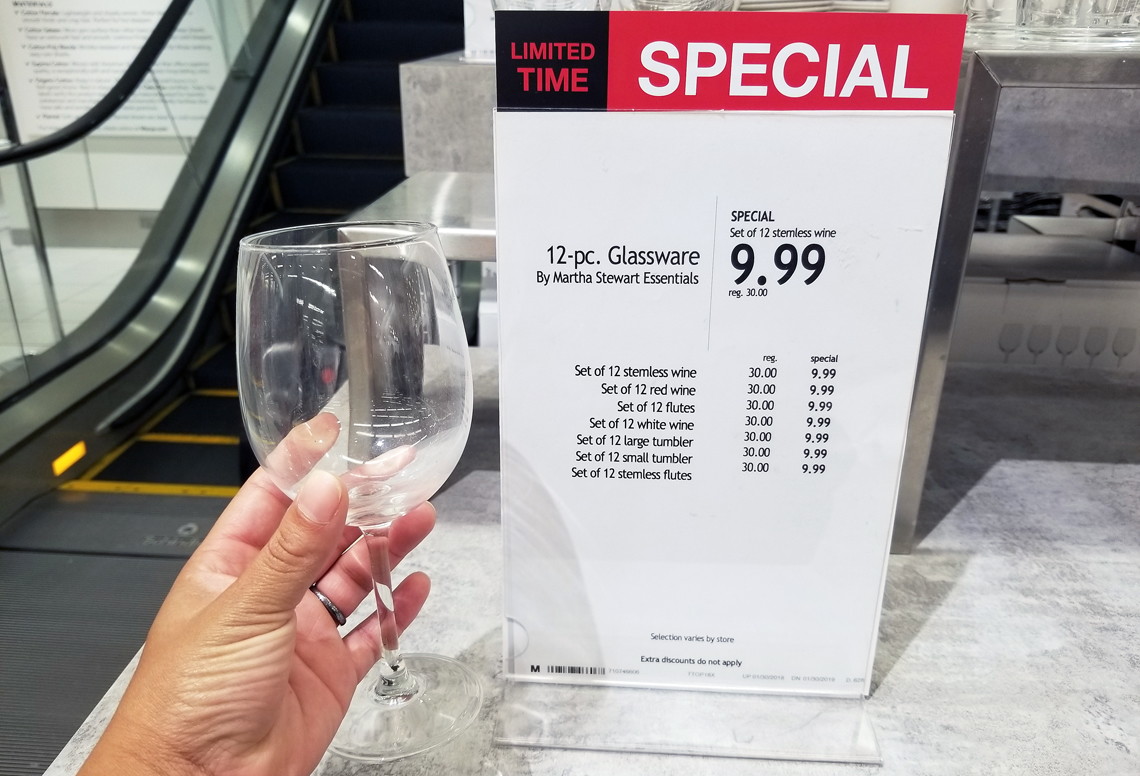 LIMITED
TIME
SPECIAL
12-pc. Glassware
By Martha Stewart Essentials
SPECIAL
Set of 12 stemless wine
9.99
reg. 30.00
reg. special
Set of 12 stemless wine 30.00 9.99
Set of 12 red wine 30.00 9.99
Set of 12 flutes 30.00 9.99
Set of 12 white wine 30.00 9.99
Set of 12 large tumbler 30.00 9.99
Set of 12 small tumbler 30.00 9.99
Set of 12 stemless flutes 30.00 9.99
Selection varies by store
Extra discounts do not apply
M